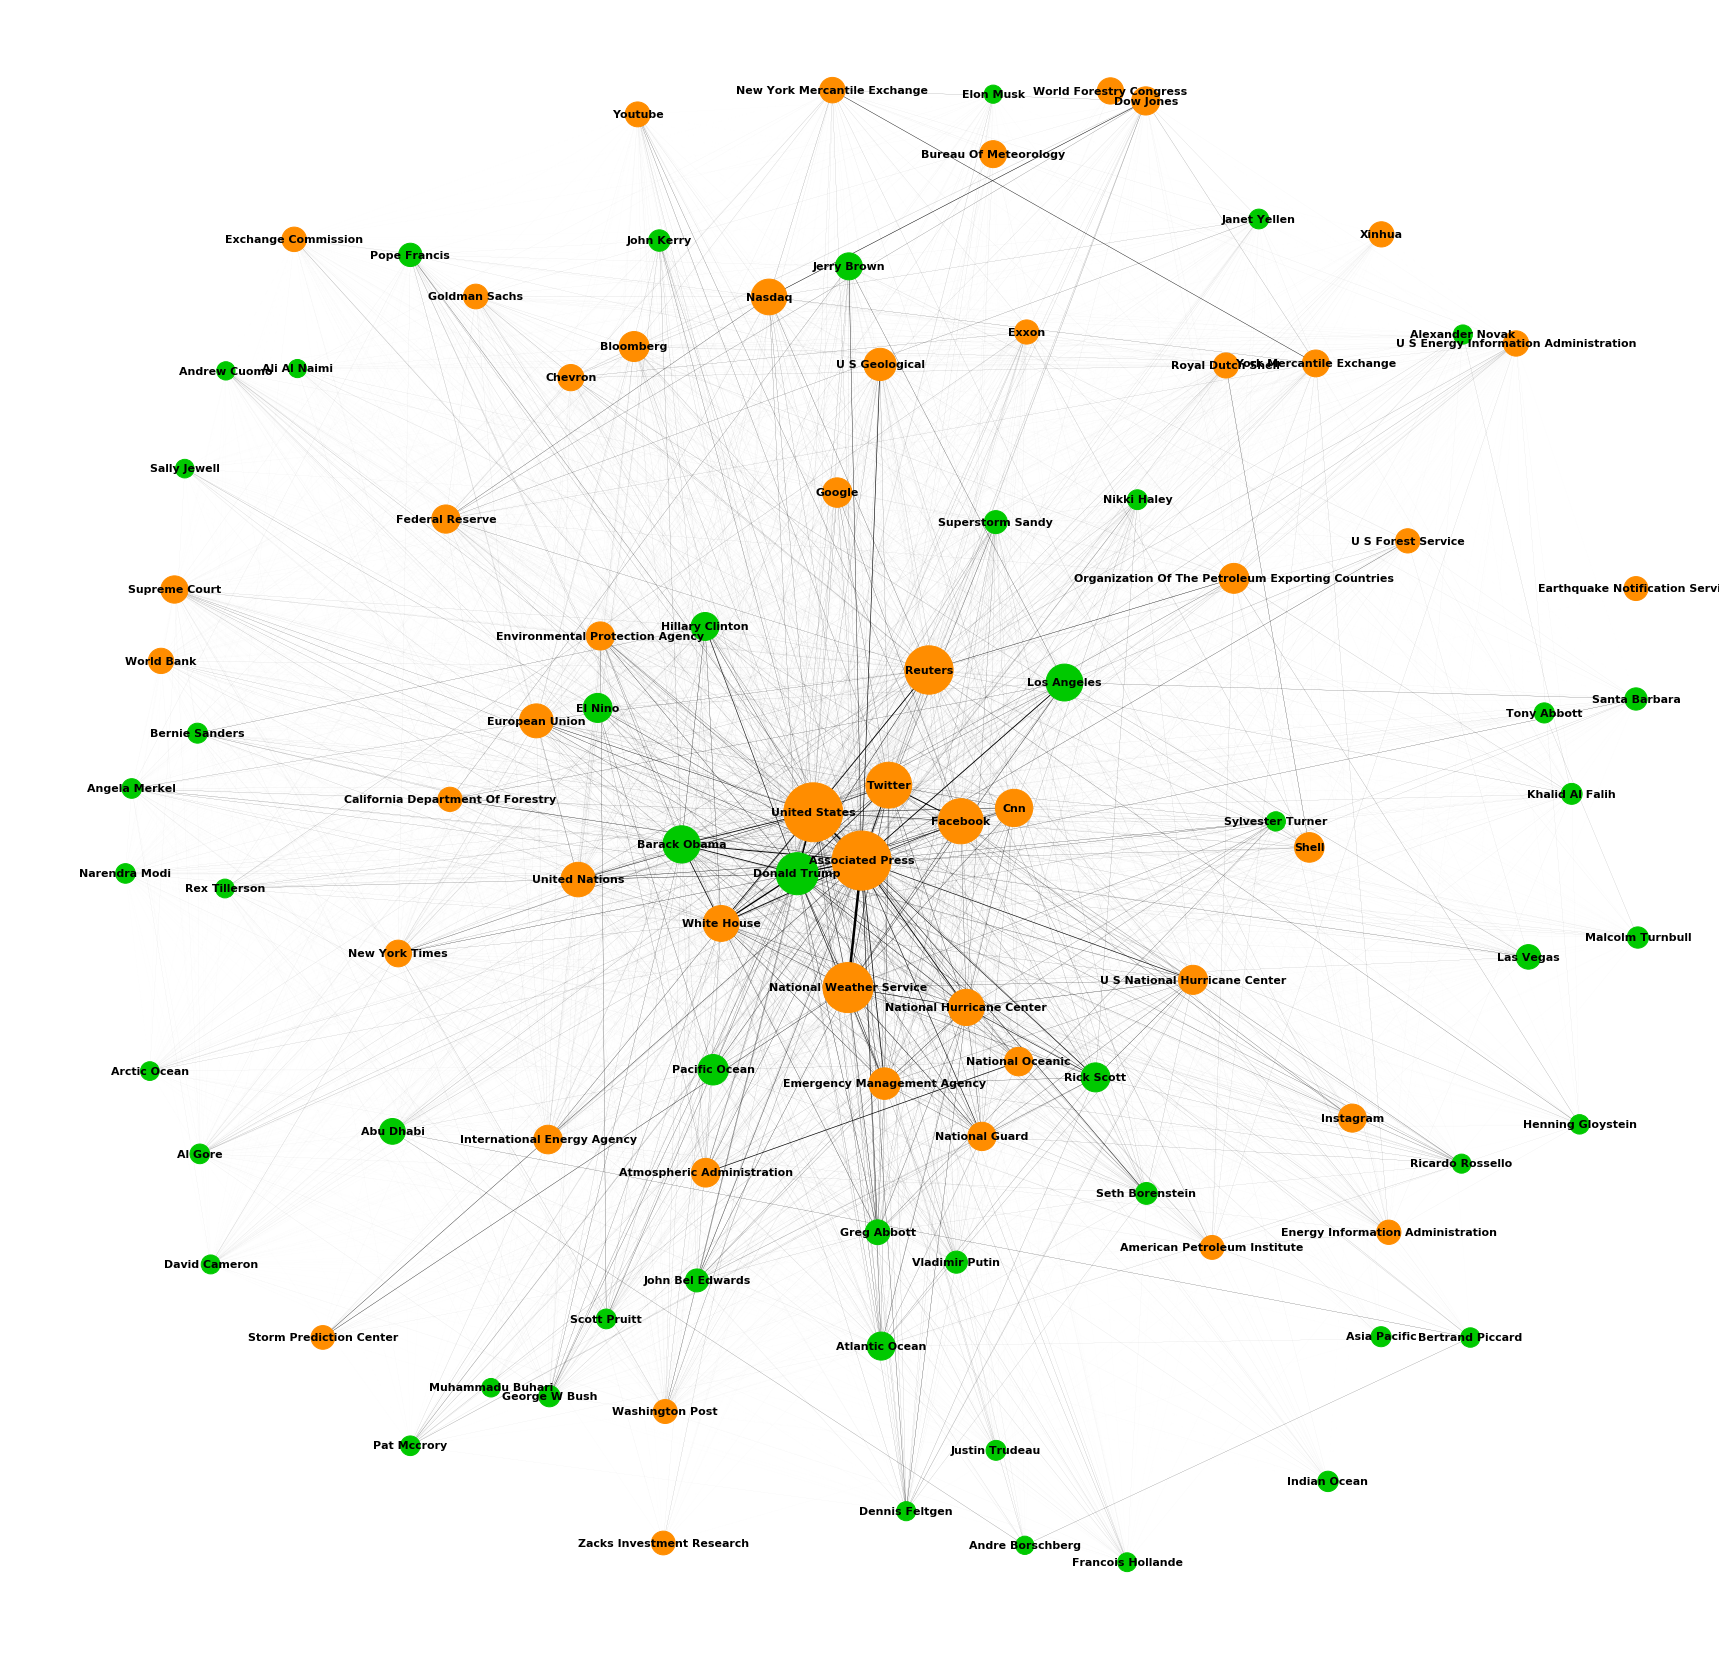 New York Mercantile Exchange
Elon Musk
World Forestry Congress
Dow Jones
Youtube
Bureau Of Meteorology
Janet Yellen
Xinhua
Exchange Commission
Pope Francis
John Kerry
Jerry Brown
Goldman Sachs
Nasdaq
Exxon
Alexander Novak
U S Energy Information Administration
Bloomberg
Chevron
U S Geological
Royal Dutch Shell
York Mercantile Exchange
Andrew Cuomo
Ali Al Naimi
Sally Jewell
Google
Nikki Haley
Federal Reserve
Superstorm Sandy
U S Forest Service
Organization Of The Petroleum Exporting Countries
Supreme Court
Earthquake Notification Servi
Hillary Clinton
Environmental Protection Agency
World Bank
Reuters
Los Angeles
Santa Barbara
El Nino
Tony Abbott
European Union
Bernie Sanders
Angela Merkel
Twitter
Khalid Al Falih
California Department Of Forestry
United States
Cnn
Facebook
Sylvester Turner
Barack Obama
Shell
Associated Press
Narendra Modi
Donald Trump
United Nations
Rex Tillerson
White House
Malcolm Turnbull
New York Times
Las Vegas
U S National Hurricane Center
National Weather Service
National Hurricane Center
National Oceanic
Arctic Ocean
Pacific Ocean
Rick Scott
Emergency Management Agency
Instagram
Henning Gloystein
Abu Dhabi
National Guard
International Energy Agency
Al Gore
Ricardo Rossello
Atmospheric Administration
Seth Borenstein
Greg Abbott
Energy Information Administration
American Petroleum Institute
Vladimir Putin
David Cameron
John Bel Edwards
Scott Pruitt
Storm Prediction Center
Asia Pacific
Bertrand Piccard
Atlantic Ocean
Muhammadu Buhari
George W Bush
Washington Post
Pat Mccrory
Justin Trudeau
Indian Ocean
Dennis Feltgen
Zacks Investment Research
Andre Borschberg
Francois Hollande